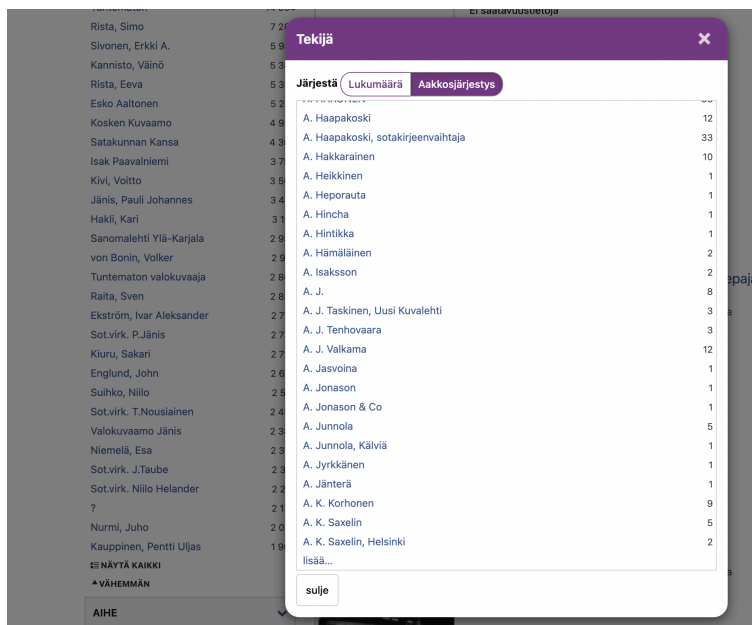 Ei saatavuustietoja
Rista, Simo
Sivonen, Erkki A.
Kannisto, Väinö
Rista, Eeva
Esko Aaltonen
Kosken Kuvaamo
Satakunnan Kansa
Isak Paavalniemi
Kivi, Voitto
Jänis, Pauli Johannes
Hakli, Kari
Sanomalehti Ylä-Karjala
von Bonin, Volker
Tuntematon valokuvaaja
Raita, Sven
Ekström, Ivar Aleksander
Sot.virk. P.Jänis
Kiuru, Sakari
Englund, John
Suihko, Niilo
Sot.virk. T.Nousiainen
Valokuvaamo Jänis
Niemelä, Esa
Sot.virk. J.Taube
Sot.virk. Niilo Helander
?
Nurmi, Juho
Kauppinen, Pentti Uljas
NÄYTÄ KAIKKI
VÄHEMMÄN
AIHE
Tekijä
Järjestä Lukumäärä Aakkosjärjestys
A. Haapakoski 12
A. Haapakoski, sotakirjeenvaihtaja 33
A. Hakkarainen 10
A. Heikkinen 1
A. Heporauta 1
A. Hincha 1
A. Hintikka 1
A. Hämäläinen 2
A. Isaksson 2
A. J. 8
A. J. Taskinen, Uusi Kuvalehti 3
A. J. Tenhovaara 3
A. J. Valkama 12
A. Jasvoina 1
A. Jonason 1
A. Jonason & Co 1
A. Junnola 5
A. Junnola, Kälviä 1
A. Jyrkkänen 1
A. Jänterä 1
A. K. Korhonen 9
A. K. Saxelin 5
A. K. Saxelin, Helsinki 2
lisää...
sulje